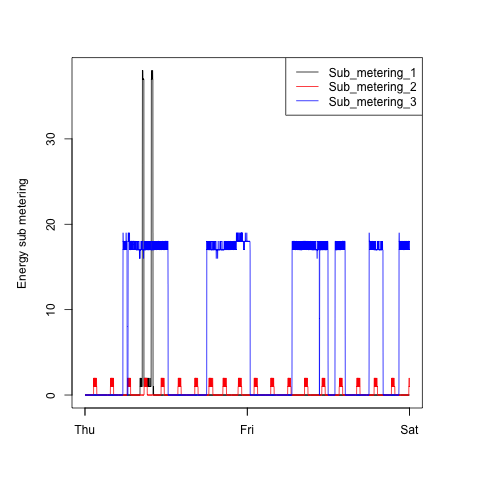 Sub_metering_1
Sub_metering_2
Sub_metering_3
Energy sub metering
30
20
10
0
Thu
Fri
Sat